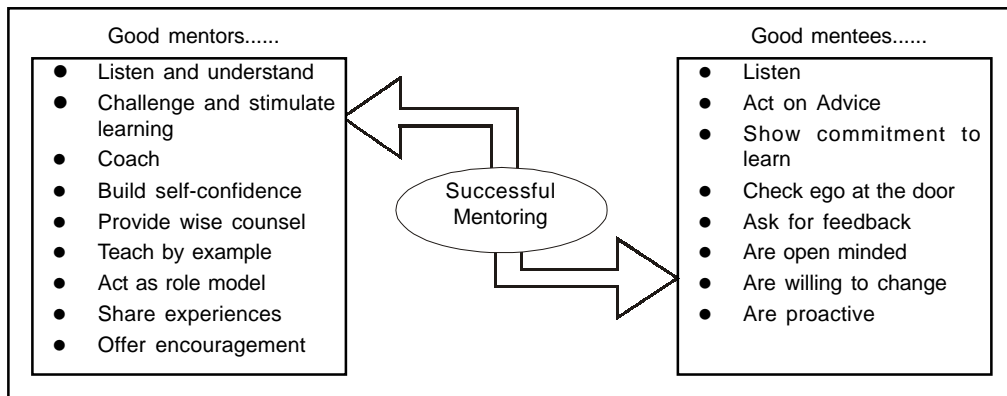 Good mentors......
● Listen and understand
● Challenge and stimulate
learning
● Coach
● Build self-confidence
● Provide wise counsel
● Teach by example
● Act as role model
● Share experiences
● Offer encouragement
Successful
Mentoring
Good mentees......
● Listen
● Act on Advice
● Show commitment to
learn
● Check ego at the door
● Ask for feedback
● Are open minded
● Are willing to change
● Are proactive